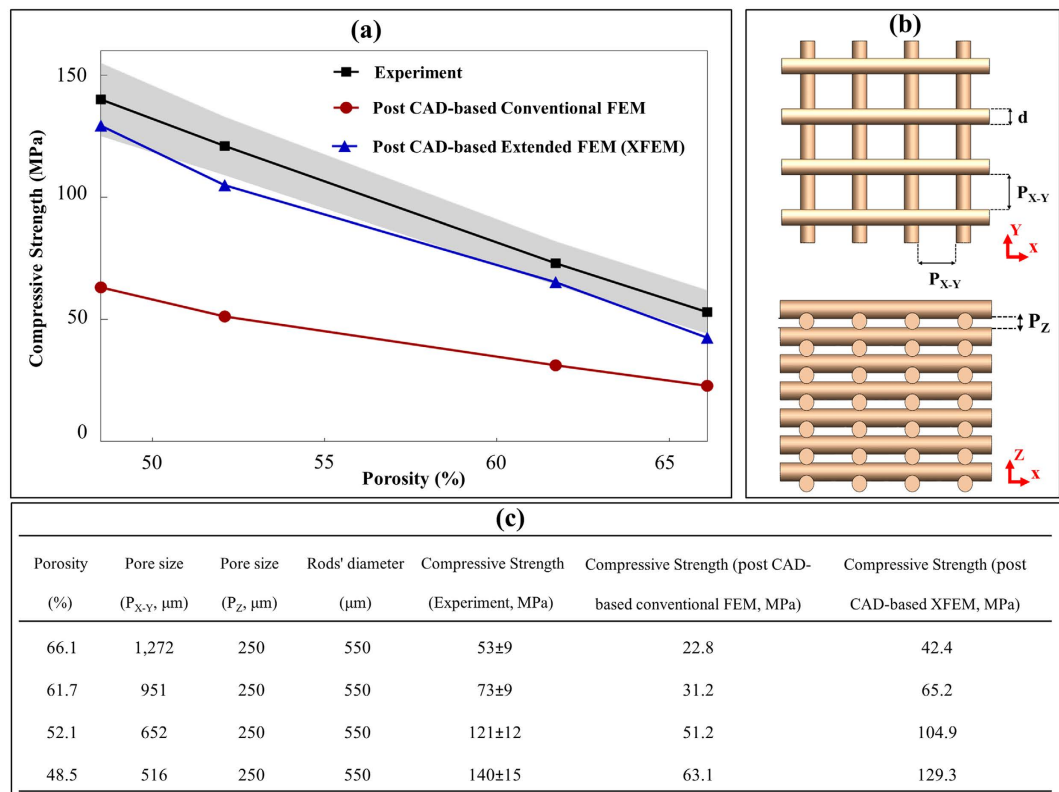 (a)
150
100
50
0
Compressive Strength (MPa)
Experiment
Post CAD-based Conventional FEM
Post CAD-based Extended FEM (XFEM)
50 55 60 65
Porosity (%)
(b)
d
P_X-Y
Y
X
P_X-Y
P_Z
Z
x
(c)
Porosity Pore size Pore size Rods' diameter Compressive Strength Compressive Strength (post CAD- Compressive Strength (post
(%) (P_X-Y, μm) (P_Z, μm) (μm) (Experiment, MPa) based conventional FEM, MPa) CAD-based XFEM, MPa)
66.1 1,272 250 550 53±9 22.8 42.4
61.7 951 250 550 73±9 31.2 65.2
52.1 652 250 550 121±12 51.2 104.9
48.5 516 250 550 140±15 63.1 129.3